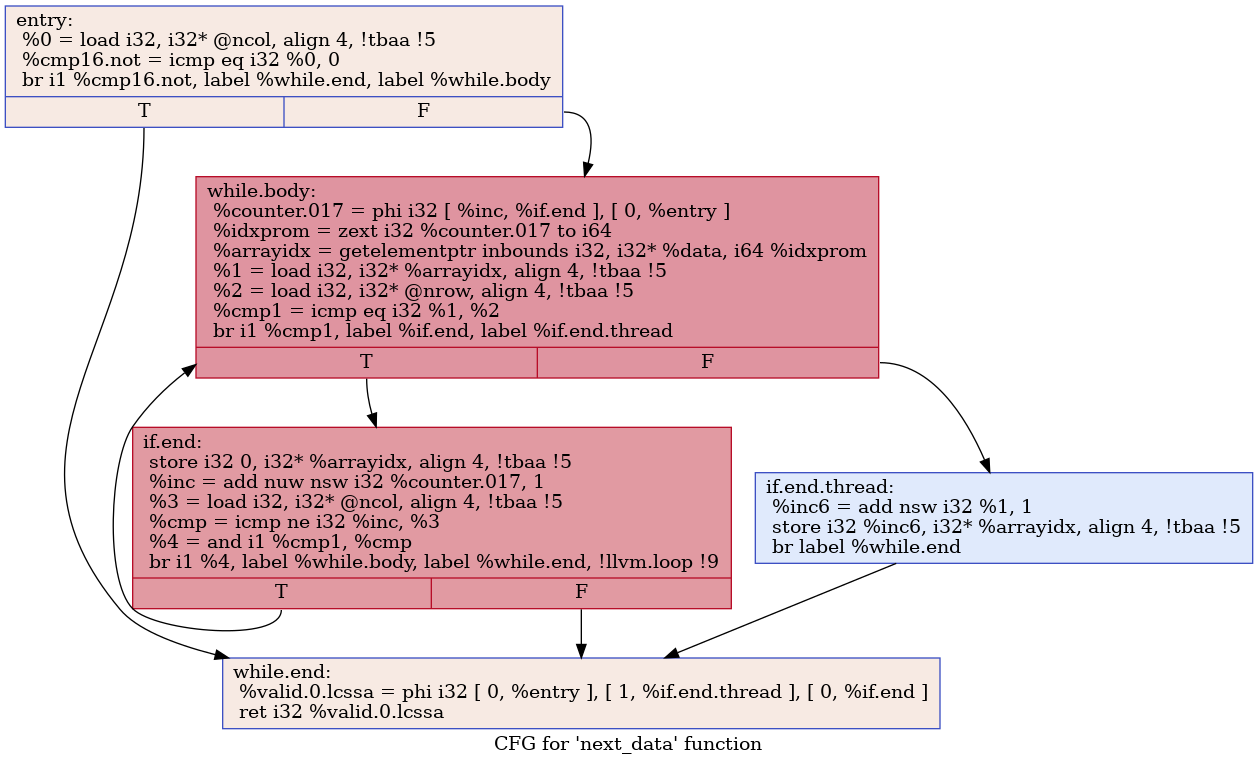 entry:
%0 = load i32, i32* @ncol, align 4, !tbaa !5
%cmp16.not = icmp eq i32 %0, 0
br i1 %cmp16.not, label %while.end, label %while.body
T F
while.body:
%counter.017 = phi i32 [ %inc, %if.end ], [ 0, %entry ]
%idxprom = zext i32 %counter.017 to i64
%arrayidx = getelementptr inbounds i32, i32* %data, i64 %idxprom
%1 = load i32, i32* %arrayidx, align 4, !tbaa !5
%2 = load i32, i32* @nrow, align 4, !tbaa !5
%cmp1 = icmp eq i32 %1, %2
br i1 %cmp1, label %if.end, label %if.end.thread
T F
if.end:
store i32 0, i32* %arrayidx, align 4, !tbaa !5
%inc = add nuw nsw i32 %counter.017, 1
%3 = load i32, i32* @ncol, align 4, !tbaa !5
%cmp = icmp ne i32 %inc, %3
%4 = and i1 %cmp1, %cmp
br i1 %4, label %while.body, label %while.end, !llvm.loop !9
T F
if.end.thread:
%inc6 = add nsw i32 %1, 1
store i32 %inc6, i32* %arrayidx, align 4, !tbaa !5
br label %while.end
while.end:
%valid.0.lcssa = phi i32 [ 0, %entry ], [ 1, %if.end.thread ], [ 0, %if.end ]
ret i32 %valid.0.lcssa
CFG for 'next_data' function